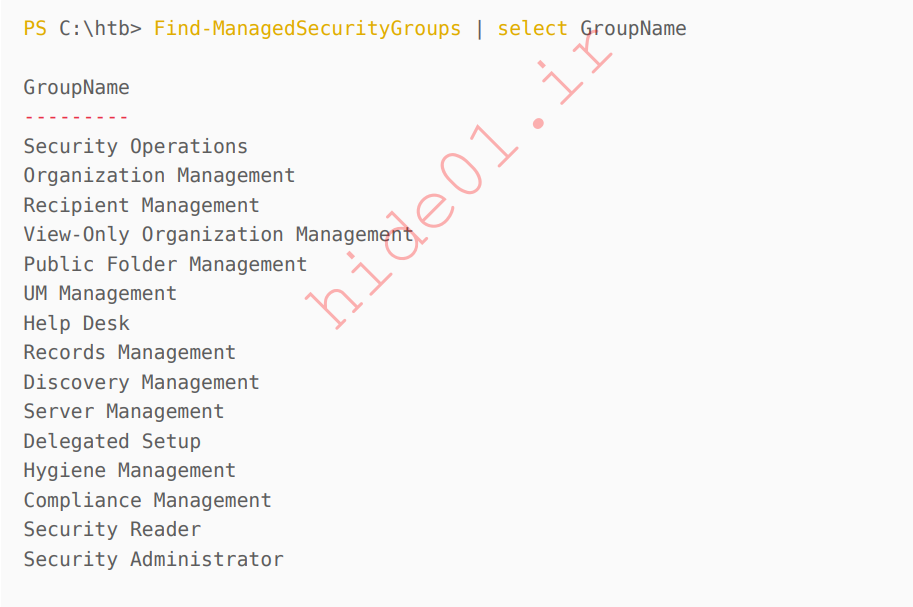 PS C:\htb> Find-ManagedSecurityGroups | select GroupName
GroupName
---------
Security Operations
Organization Management
Recipient Management
View-Only Organization Management
Public Folder Management
UM Management
Help Desk
Records Management
Discovery Management
Server Management
Delegated Setup
Hygiene Management
Compliance Management
Security Reader
Security Administrator
hide01.ir